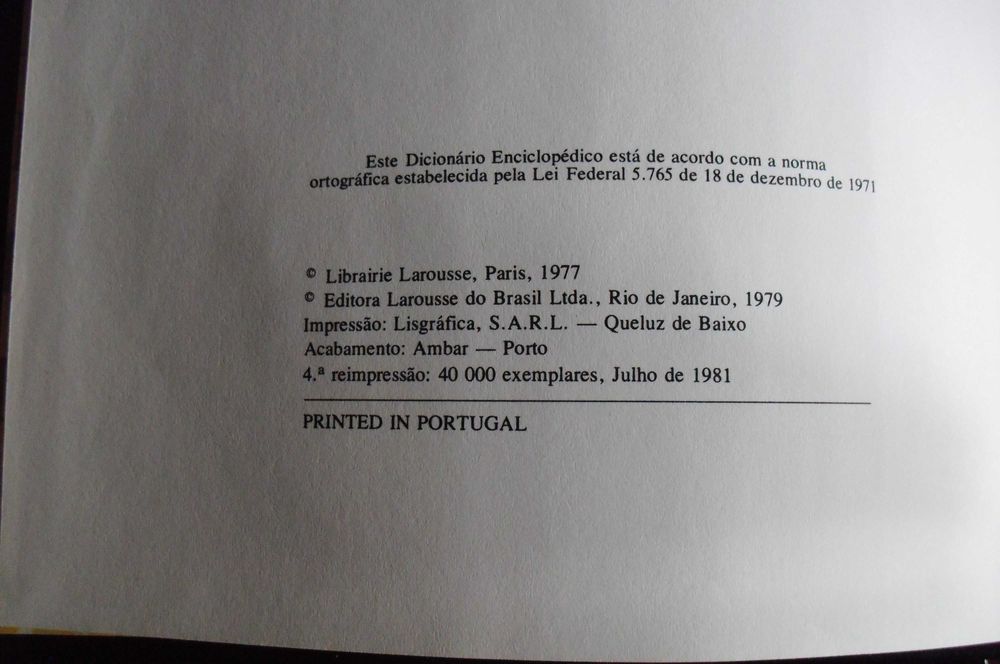 Este Dicionário Enciclopédico está de acordo com a norma
ortográfica estabelecida pela Lei Federal 5.765 de 18 de dezembro de 1971
© Librairie Larousse, Paris, 1977
© Editora Larousse do Brasil Ltda., Rio de Janeiro, 1979
Impressão: Lisgráfica, S.A.R.L. — Queluz de Baixo
Acabamento: Ambar — Porto
4.ª reimpressão: 40 000 exemplares, Julho de 1981
PRINTED IN PORTUGAL